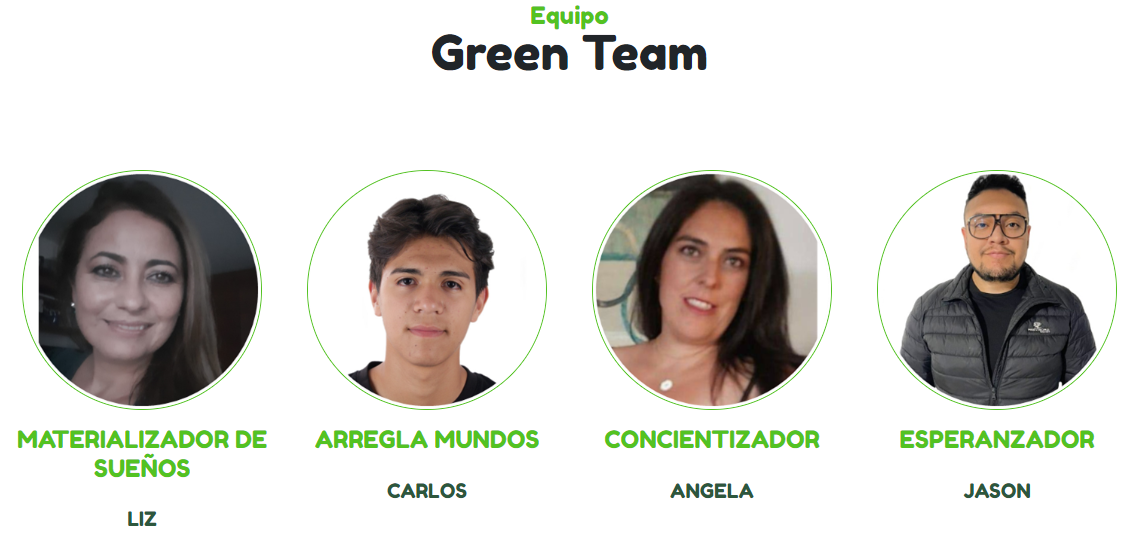 Equipo
Green Team
MATERIALIZADOR DE
SUEÑOS
LIZ
ARREGLA MUNDOS
CARLOS
CONCIENTIZADOR
ANGELA
ESPERANZADOR
JASON